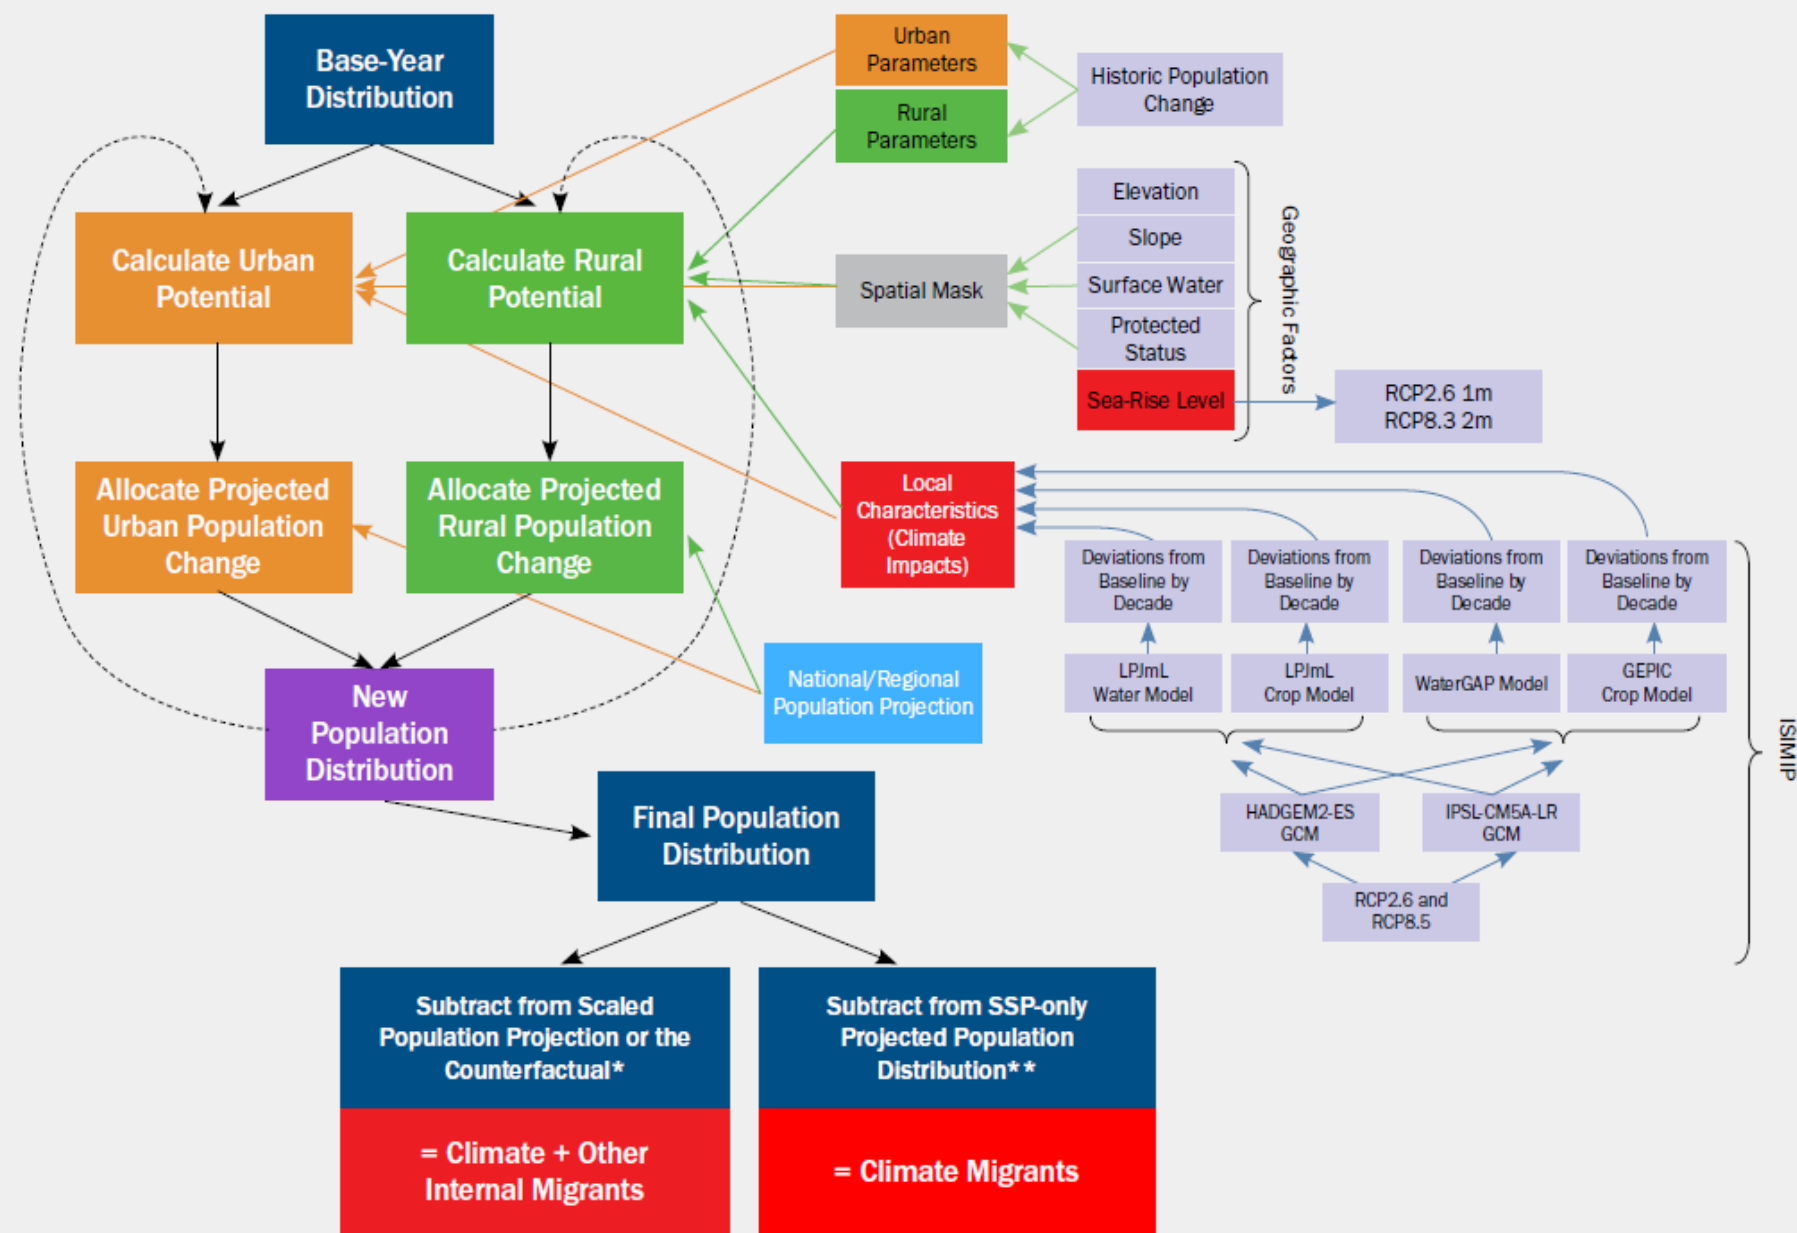 Base-Year
Distribution
Urban
Parameters
Rural
Parameters
Historic Population
Change
Calculate Urban
Potential
Calculate Rural
Potential
Spatial Mask
Elevation
Slope
Surface Water
Protected
Status
Sea-Rise Level
Geographic Factors
RCP2.6 1m
RCP8.3 2m
Allocate Projected
Urban Population
Change
Allocate Projected
Rural Population
Change
Local
Characteristics
(Climate
Impacts)
Deviations from
Baseline by
Decade
Deviations from
Baseline by
Decade
Deviations from
Baseline by
Decade
Deviations from
Baseline by
Decade
LPJmL
Water Model
LPJmL
Crop Model
WaterGAP Model
GEPIC
Crop Model
ISIMIP
New
Population
Distribution
National/Regional
Population Projection
HADGEM2-ES
GCM
IPSL-CM5A-LR
GCM
RCP2.6 and
RCP8.5
Final Population
Distribution
Subtract from Scaled
Population Projection or the
Counterfactual*
= Climate + Other
Internal Migrants
Subtract from SSP-only
Projected Population
Distribution**
= Climate Migrants